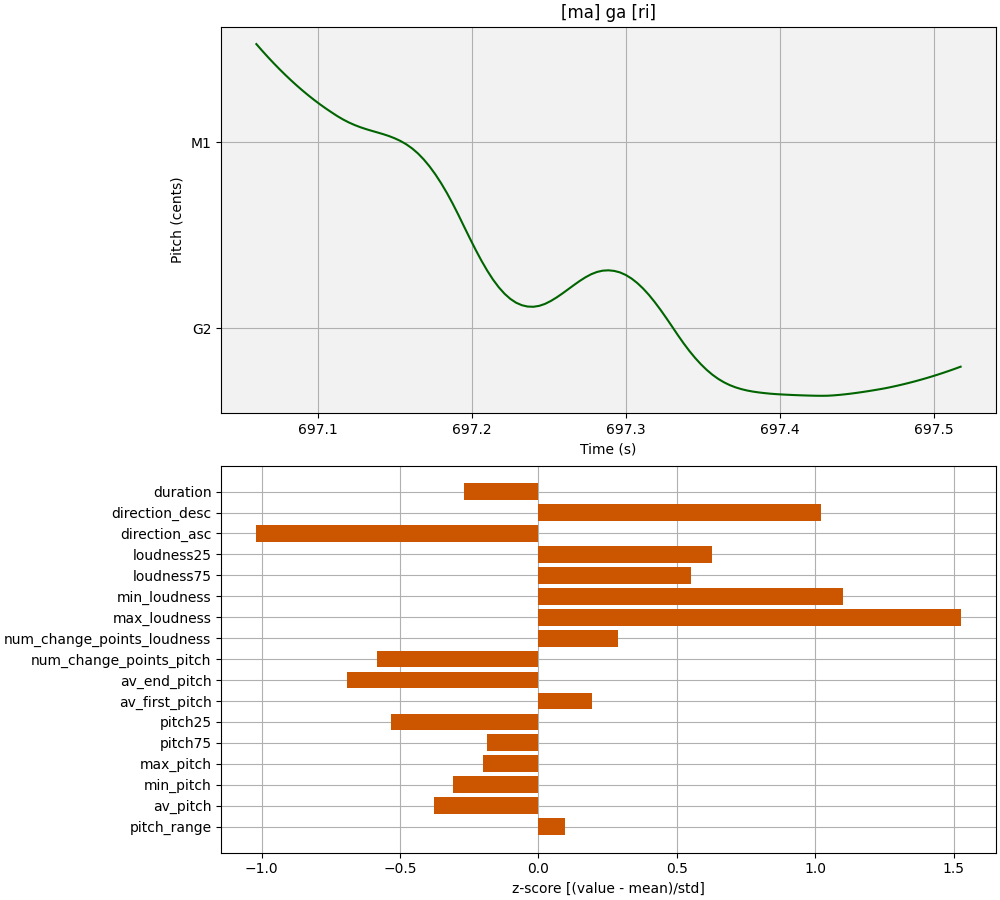 [ma] ga [ri]
Pitch (cents)
M1
G2
697.1 697.2 697.3 697.4 697.5
Time (s)
duration
direction_desc
direction_asc
loudness25
loudness75
min_loudness
max_loudness
num_change_points_loudness
num_change_points_pitch
av_end_pitch
av_first_pitch
pitch25
pitch75
max_pitch
min_pitch
av_pitch
pitch_range
−1.0 −0.5 0.0 0.5 1.0 1.5
z-score [(value - mean)/std]